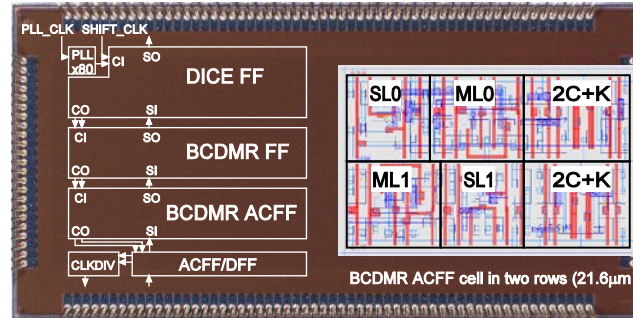 PLL_CLK SHIFT_CLK
PLL
x80
CI
SO
DICE FF
CO
SI
CI
SO
BCDMR FF
CO
SI
CI
SO
BCDMR ACFF
CO
SI
CLKDIV
ACFF/DFF
SL0
ML0
2C+K
ML1
SL1
2C+K
BCDMR ACFF cell in two rows (21.6μm